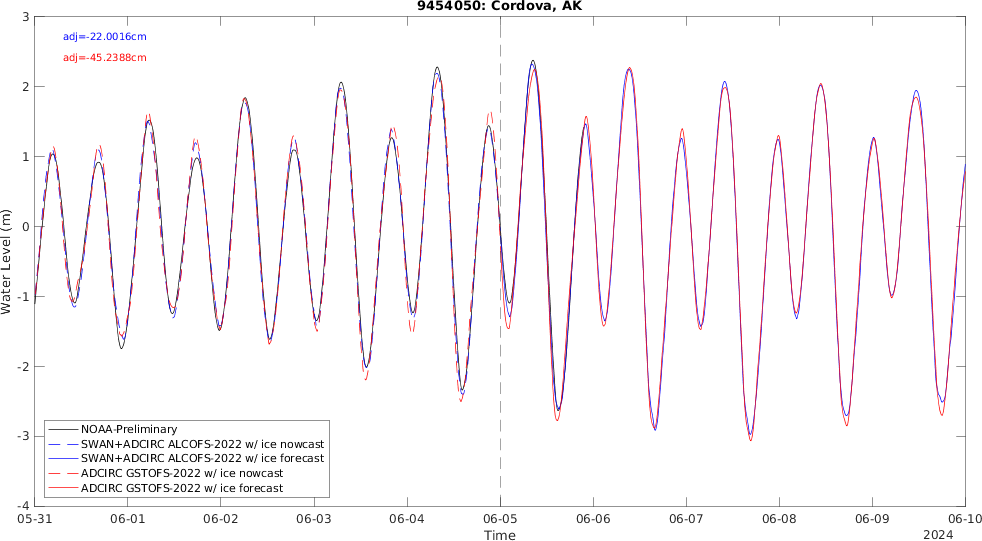 9454050: Cordova, AK
adj=-22.0016cm
adj=-45.2388cm
Water Level (m)
3
2
1
0
-1
-2
-3
-4
NOAA-Preliminary
SWAN+ADCIRC ALCOFS-2022 w/ ice nowcast
SWAN+ADCIRC ALCOFS-2022 w/ ice forecast
ADCIRC GSTOFS-2022 w/ ice nowcast
ADCIRC GSTOFS-2022 w/ ice forecast
05-31 06-01 06-02 06-03 06-04 06-05 06-06 06-07 06-08 06-09 06-10
Time
2024